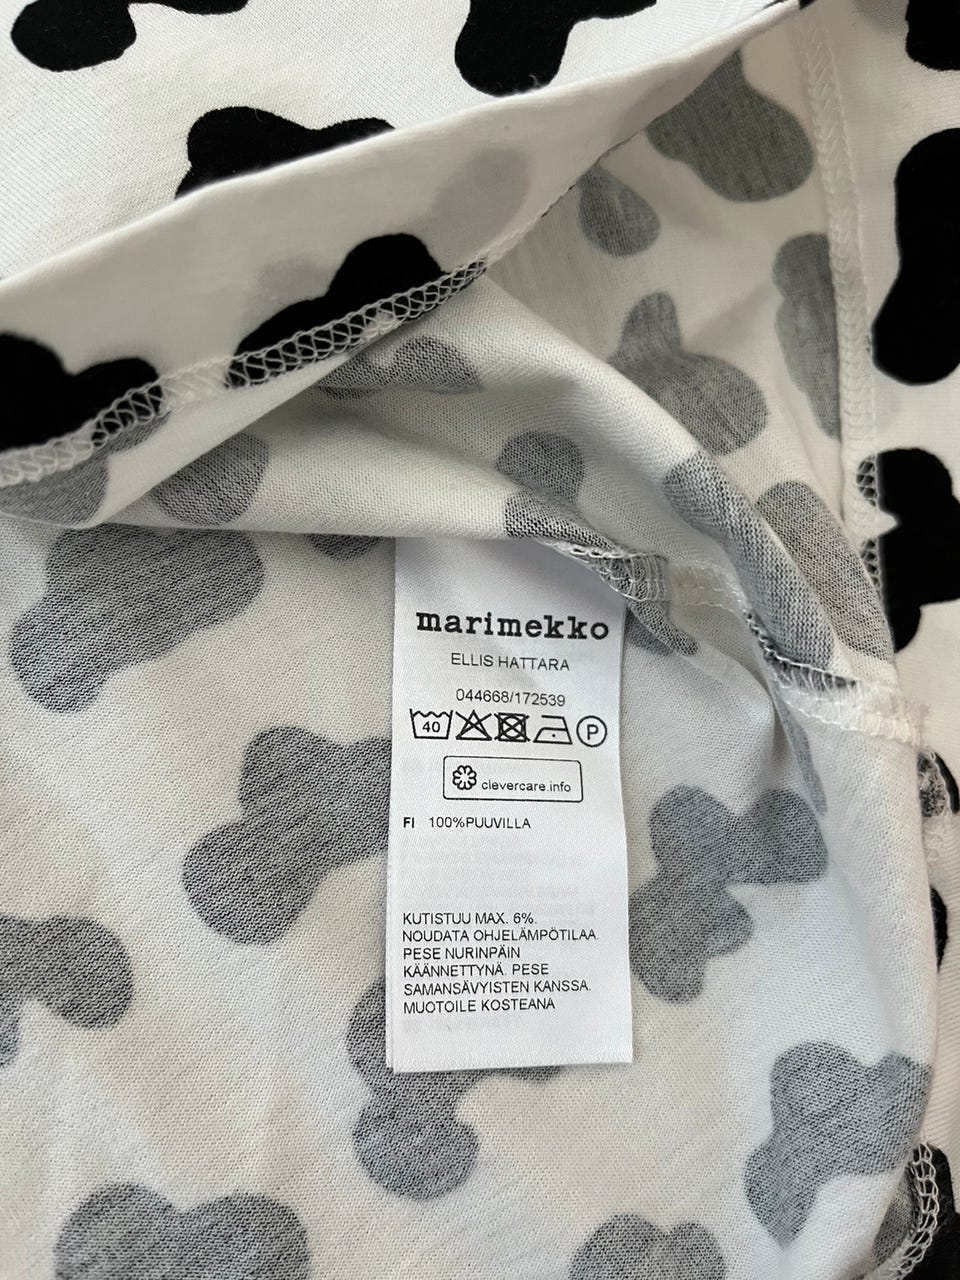 marimekko
ELLIS HATTARA
044668/172539
40 P
clevercare.info
FI 100%PUUVILLA
KUTISTUU MAX. 6%.
NOUDATA OHJELÄMPÖTILAA.
PESE NURINPÄIN
KÄÄNNETTYNÄ. PESE
SAMANSÄVYISTEN KANSSA.
MUOTOILE KOSTEANA